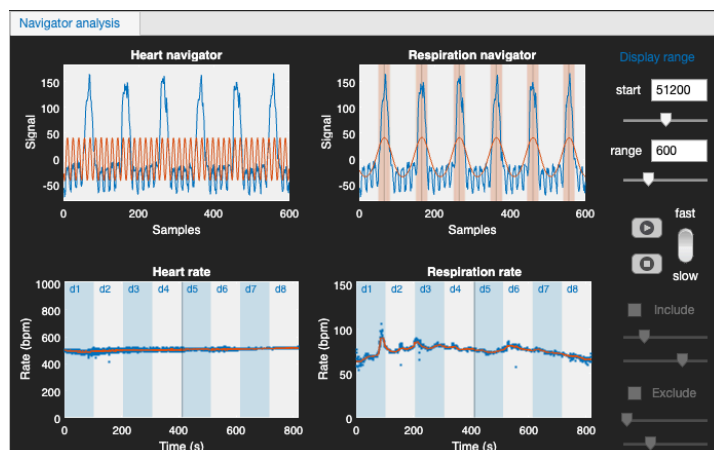 Navigator analysis
Heart navigator
Respiration navigator
Display range
Signal
150
100
50
0
-50
0
200
400
600
Samples
Signal
150
100
50
0
-50
0
200
400
600
Samples
start
51200
range
600
fast
slow
Heart rate
Rate (bpm)
1000
800
600
400
200
0
d1
d2
d3
d4
d5
d6
d7
d8
0
200
400
600
800
Time (s)
Respiration rate
Rate (bpm)
150
100
50
0
d1
d2
d3
d4
d5
d6
d7
d8
0
200
400
600
800
Time (s)
Include
Exclude